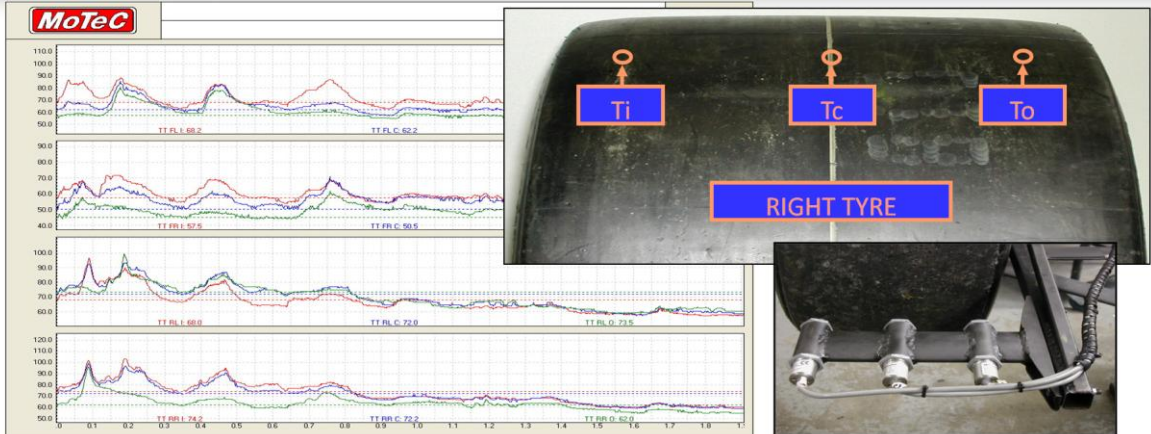 MoTeC
110.0
90.0
80.0
70.0
60.0
50.0
TT FL I: 68.2
TT FL C: 62.2
90.0
80.0
70.0
60.0
50.0
40.0
TT FR I: 57.5
TT FR C: 50.5
100.0
90.0
80.0
70.0
60.0
TT RL I: 68.0
TT RL C: 72.0
TT RL O: 73.5
120.0
110.0
100.0
90.0
80.0
70.0
60.0
50.0
TT RR I: 74.2
TT RR C: 72.2
TT RR O: 62.0
.0 0.1 0.2 0.3 0.4 0.5 0.6 0.7 0.8 0.9 1.0 1.1 1.2 1.3 1.4 1.5 1.6 1.7 1.8 1.
Ti
Tc
To
RIGHT TYRE